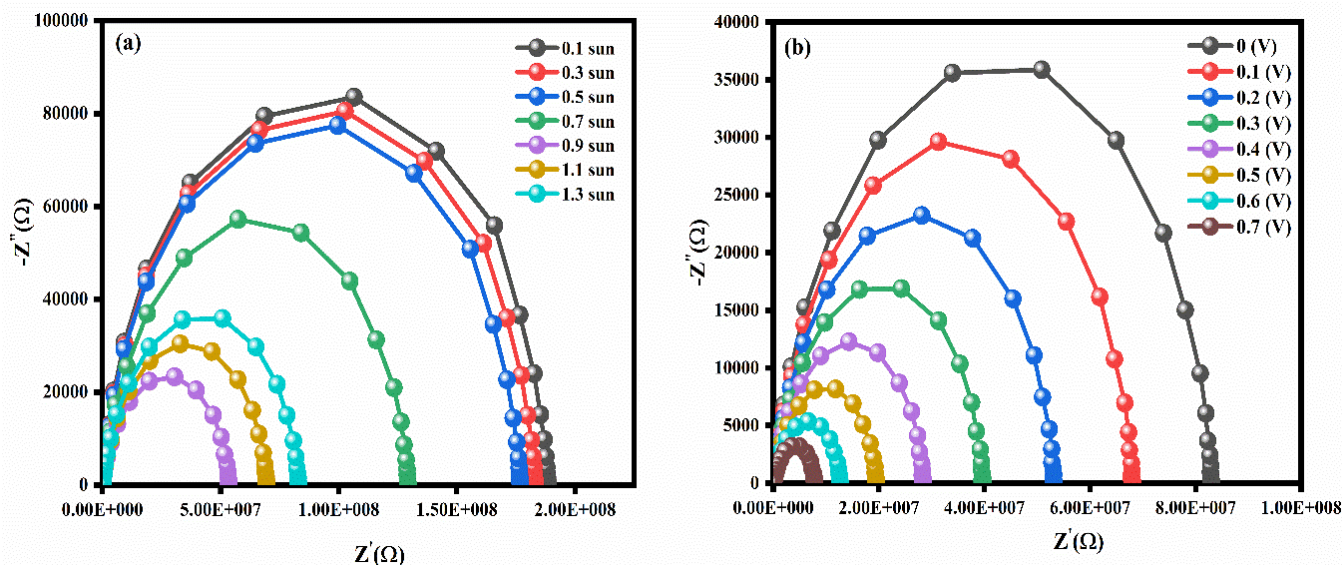 (a)
0.1 sun
0.3 sun
0.5 sun
0.7 sun
0.9 sun
1.1 sun
1.3 sun
100000
80000
60000
40000
20000
0
-Z''(Ω)
0.00E+000 5.00E+007 1.00E+008 1.50E+008 2.00E+008
Z'(Ω)
(b)
0 (V)
0.1 (V)
0.2 (V)
0.3 (V)
0.4 (V)
0.5 (V)
0.6 (V)
0.7 (V)
40000
35000
30000
25000
20000
15000
10000
5000
0
-Z''(Ω)
0.00E+000 2.00E+007 4.00E+007 6.00E+007 8.00E+007 1.00E+008
Z'(Ω)